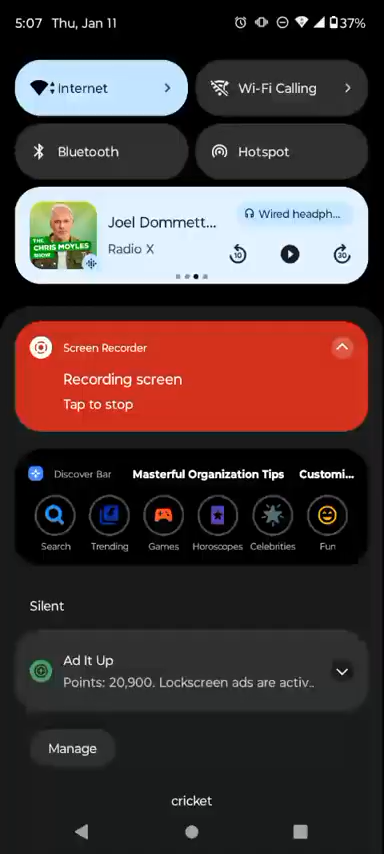 5:07 Thu, Jan 11
37%
Internet
Wi-Fi Calling
Bluetooth
Hotspot
THE
CHRIS MOYLES
SHOW
Joel Dommett...
Radio X
Wired headph...
10
30
Screen Recorder
Recording screen
Tap to stop
Discover Bar Masterful Organization Tips Customi...
Search Trending Games Horoscopes Celebrities Fun
Silent
Ad It Up
Points: 20,900. Lockscreen ads are activ..
Manage
cricket